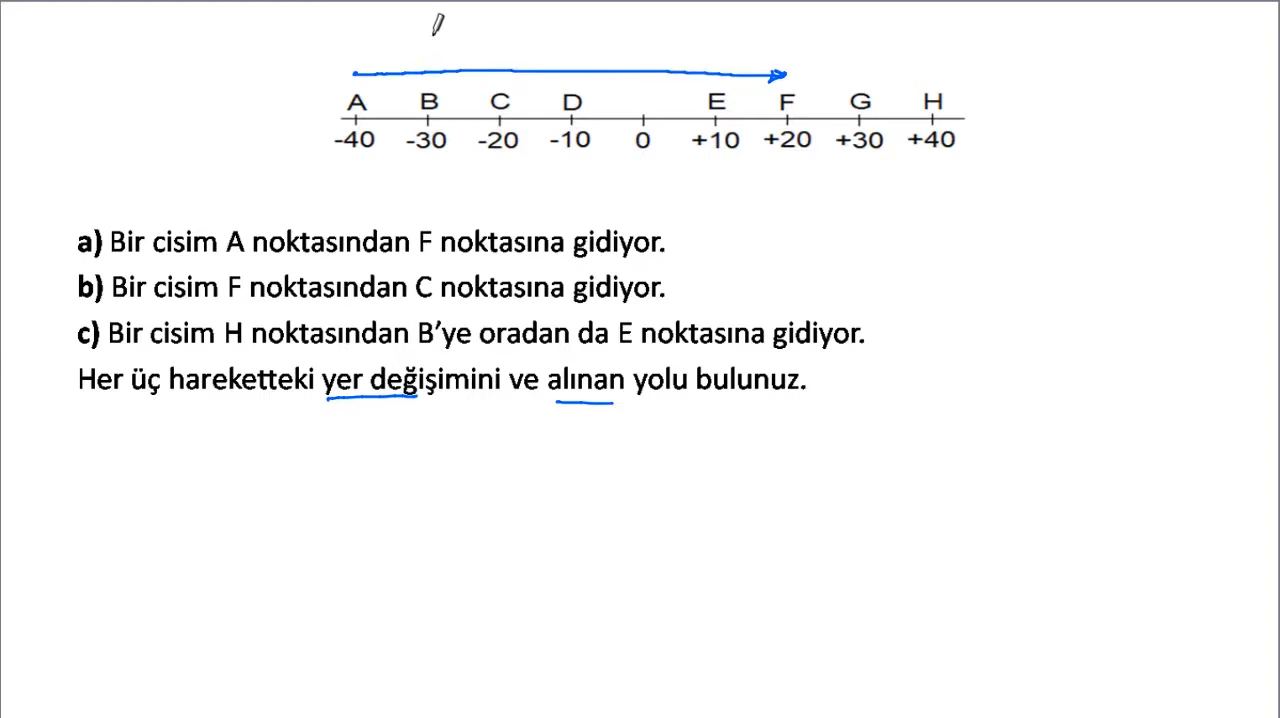 A B C D E F G H
-40 -30 -20 -10 0 +10 +20 +30 +40
a) Bir cisim A noktasından F noktasına gidiyor.
b) Bir cisim F noktasından C noktasına gidiyor.
c) Bir cisim H noktasından B’ye oradan da E noktasına gidiyor.
Her üç hareketteki yer değişimini ve alınan yolu bulunuz.